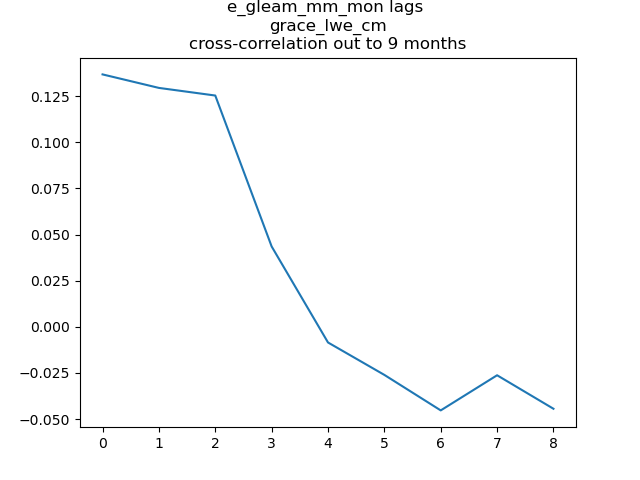 e_gleam_mm_mon lags
grace_lwe_cm
cross-correlation out to 9 months
0.125
0.100
0.075
0.050
0.025
0.000
−0.025
−0.050
0 1 2 3 4 5 6 7 8